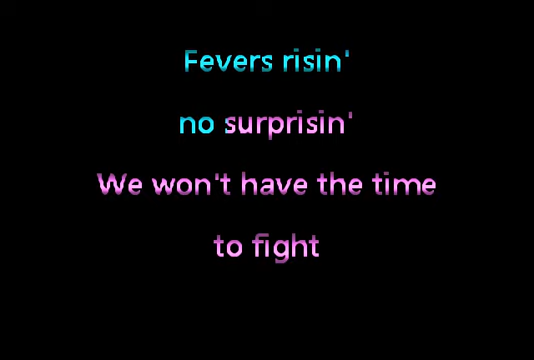 Fevers risin'
no surprisin'
We won't have the time
to fight